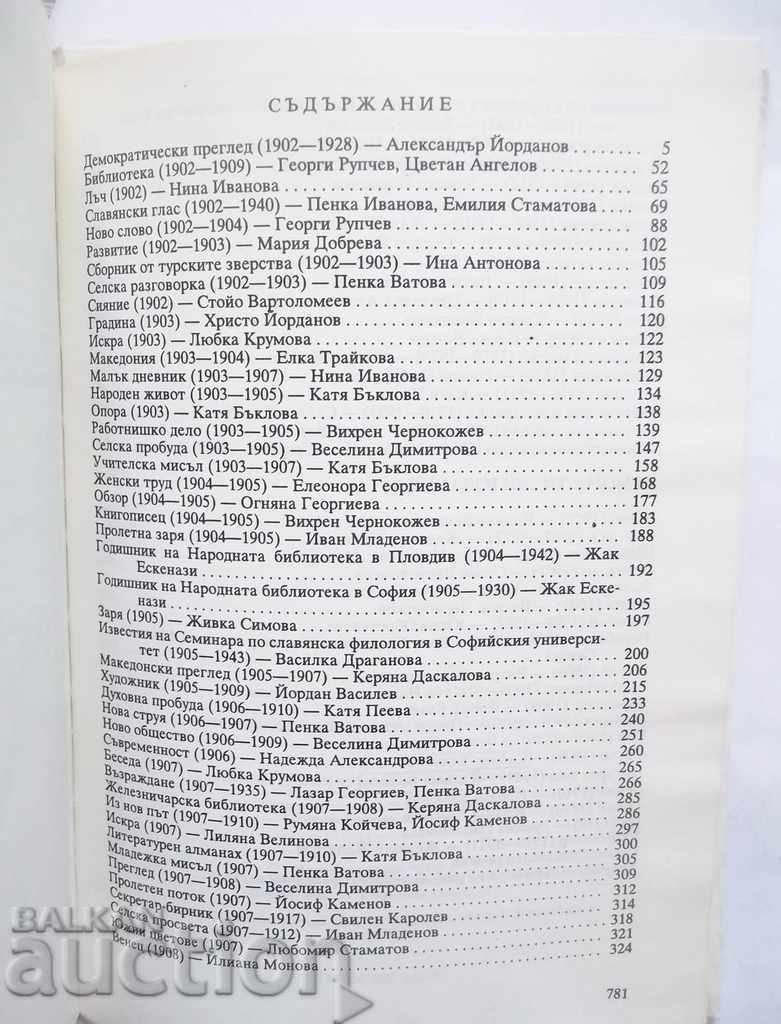 СЪДЪРЖАНИЕ
Демократически преглед (1902—1928) — Александър Йорданов ........ 5
Библиотека (1902—1909) — Георги Рупчев, Цветан Ангелов ........ 52
Лъч (1902) — Нина Иванова ........ 65
Славянски глас (1902—1940) — Пенка Иванова, Емилия Стаматова ........ 69
Ново слово (1902—1904) — Георги Рупчев ........ 88
Развитие (1902—1903) — Мария Добрева ........ 102
Сборник от турските зверства (1902—1903) — Ина Антонова ........ 105
Селска разговорка (1902—1903) — Пенка Ватова ........ 109
Сияние (1902) — Стойо Вартоломеев ........ 116
Градина (1903) — Христо Йорданов ........ 120
Искра (1903) — Любка Крумова ........ 122
Македония (1903—1904) — Елка Трайкова ........ 123
Малък дневник (1903—1907) — Нина Иванова ........ 129
Народен живот (1903—1905) — Катя Бъклова ........ 134
Опора (1903) — Катя Бъклова ........ 138
Работнишко дело (1903—1905) — Вихрен Чернокожев ........ 139
Селска пробуда (1903—1905) — Веселина Димитрова ........ 147
Учителска мисъл (1903—1907) — Катя Бъклова ........ 158
Женски труд (1904—1905) — Елеонора Георгиева ........ 168
Обзор (1904—1905) — Огняна Георгиева ........ 177
Книгописец (1904—1905) — Вихрен Чернокожев ........ 183
Пролетна заря (1904—1905) — Иван Младенов ........ 188
Годишник на Народната библиотека в Пловдив (1904—1942) — Жак
Ескенази ........ 192
Годишник на Народната библиотека в София (1905—1930) — Жак Еске-
нази ........ 195
Заря (1905) — Живка Симова ........ 197
Известия на Семинара по славянска филология в Софийския универси-
тет (1905—1943) — Василка Драганова ........ 200
Македонски преглед (1905—1907) — Керяна Даскалова ........ 206
Художник (1905—1909) — Йордан Василев ........ 215
Духовна пробуда (1906—1910) — Катя Пеева ........ 233
Нова струя (1906—1907) — Пенка Ватова ........ 240
Ново общество (1906—1909) — Веселина Димитрова ........ 251
Съвременност (1906) — Надежда Александрова ........ 260
Беседа (1907) — Любка Крумова ........ 265
Възраждане (1907—1935) — Лазар Георгиев, Пенка Ватова ........ 266
Железничарска библиотека (1907—1908) — Керяна Даскалова ........ 285
Из нов път (1907—1910) — Румяна Койчева, Йосиф Каменов ........ 286
Искра (1907) — Лиляна Велинова ........ 297
Литературен алманах (1907—1910) — Катя Бъклова ........ 300
Младежка мисъл (1907) — Пенка Ватова ........ 305
Преглед (1907—1908) — Веселина Димитрова ........ 309
Пролетен поток (1907) — Йосиф Каменов ........ 312
Секретар-бирник (1907—1917) — Свилен Каролев ........ 314
Селска просвета (1907—1912) — Иван Младенов ........ 318
Южни цветове (1907) — Любомир Стаматов ........ 321
Венец (1908) — Илиана Монова ........ 324
781
BALKAN
auction